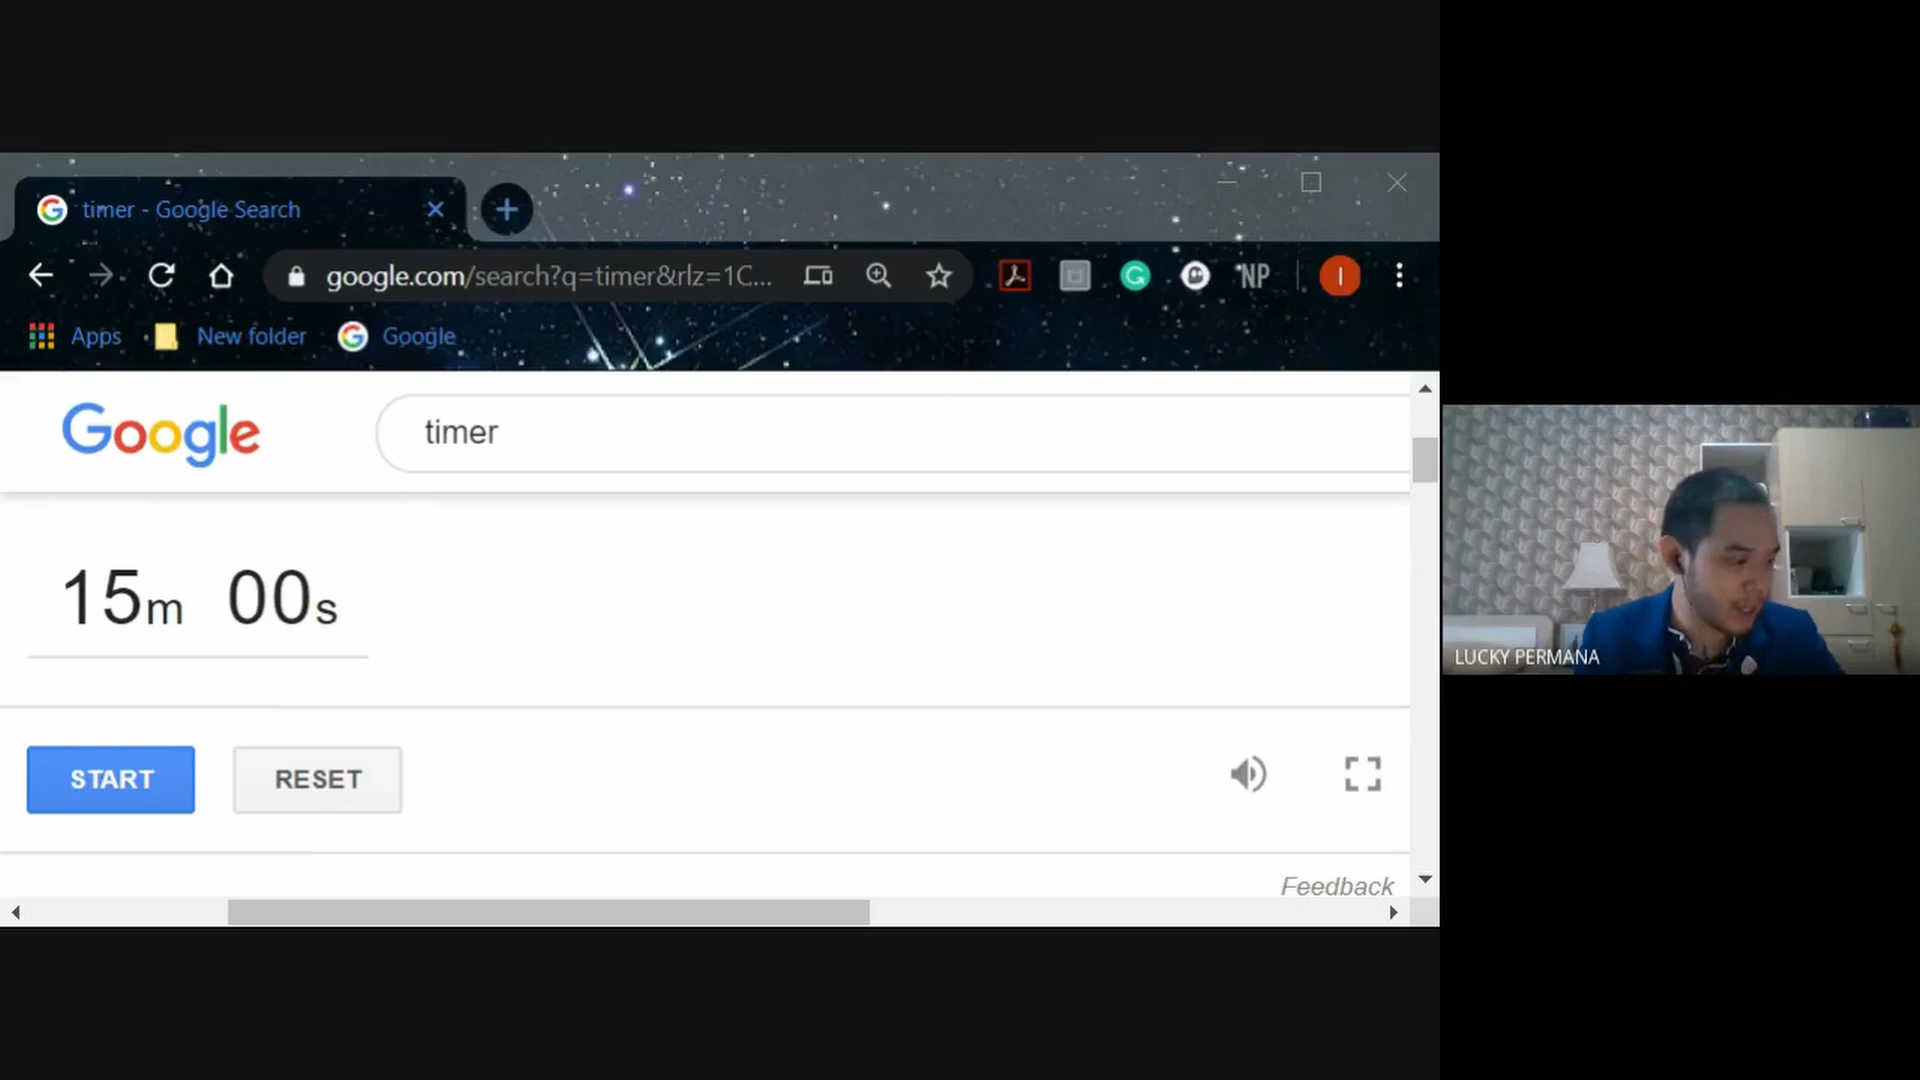 timer - Google Search
google.com/search?q=timer&rlz=1C...
NP
I
Apps
New folder
Google
Google
timer
15m 00s
START
RESET
Feedback
LUCKY PERMANA